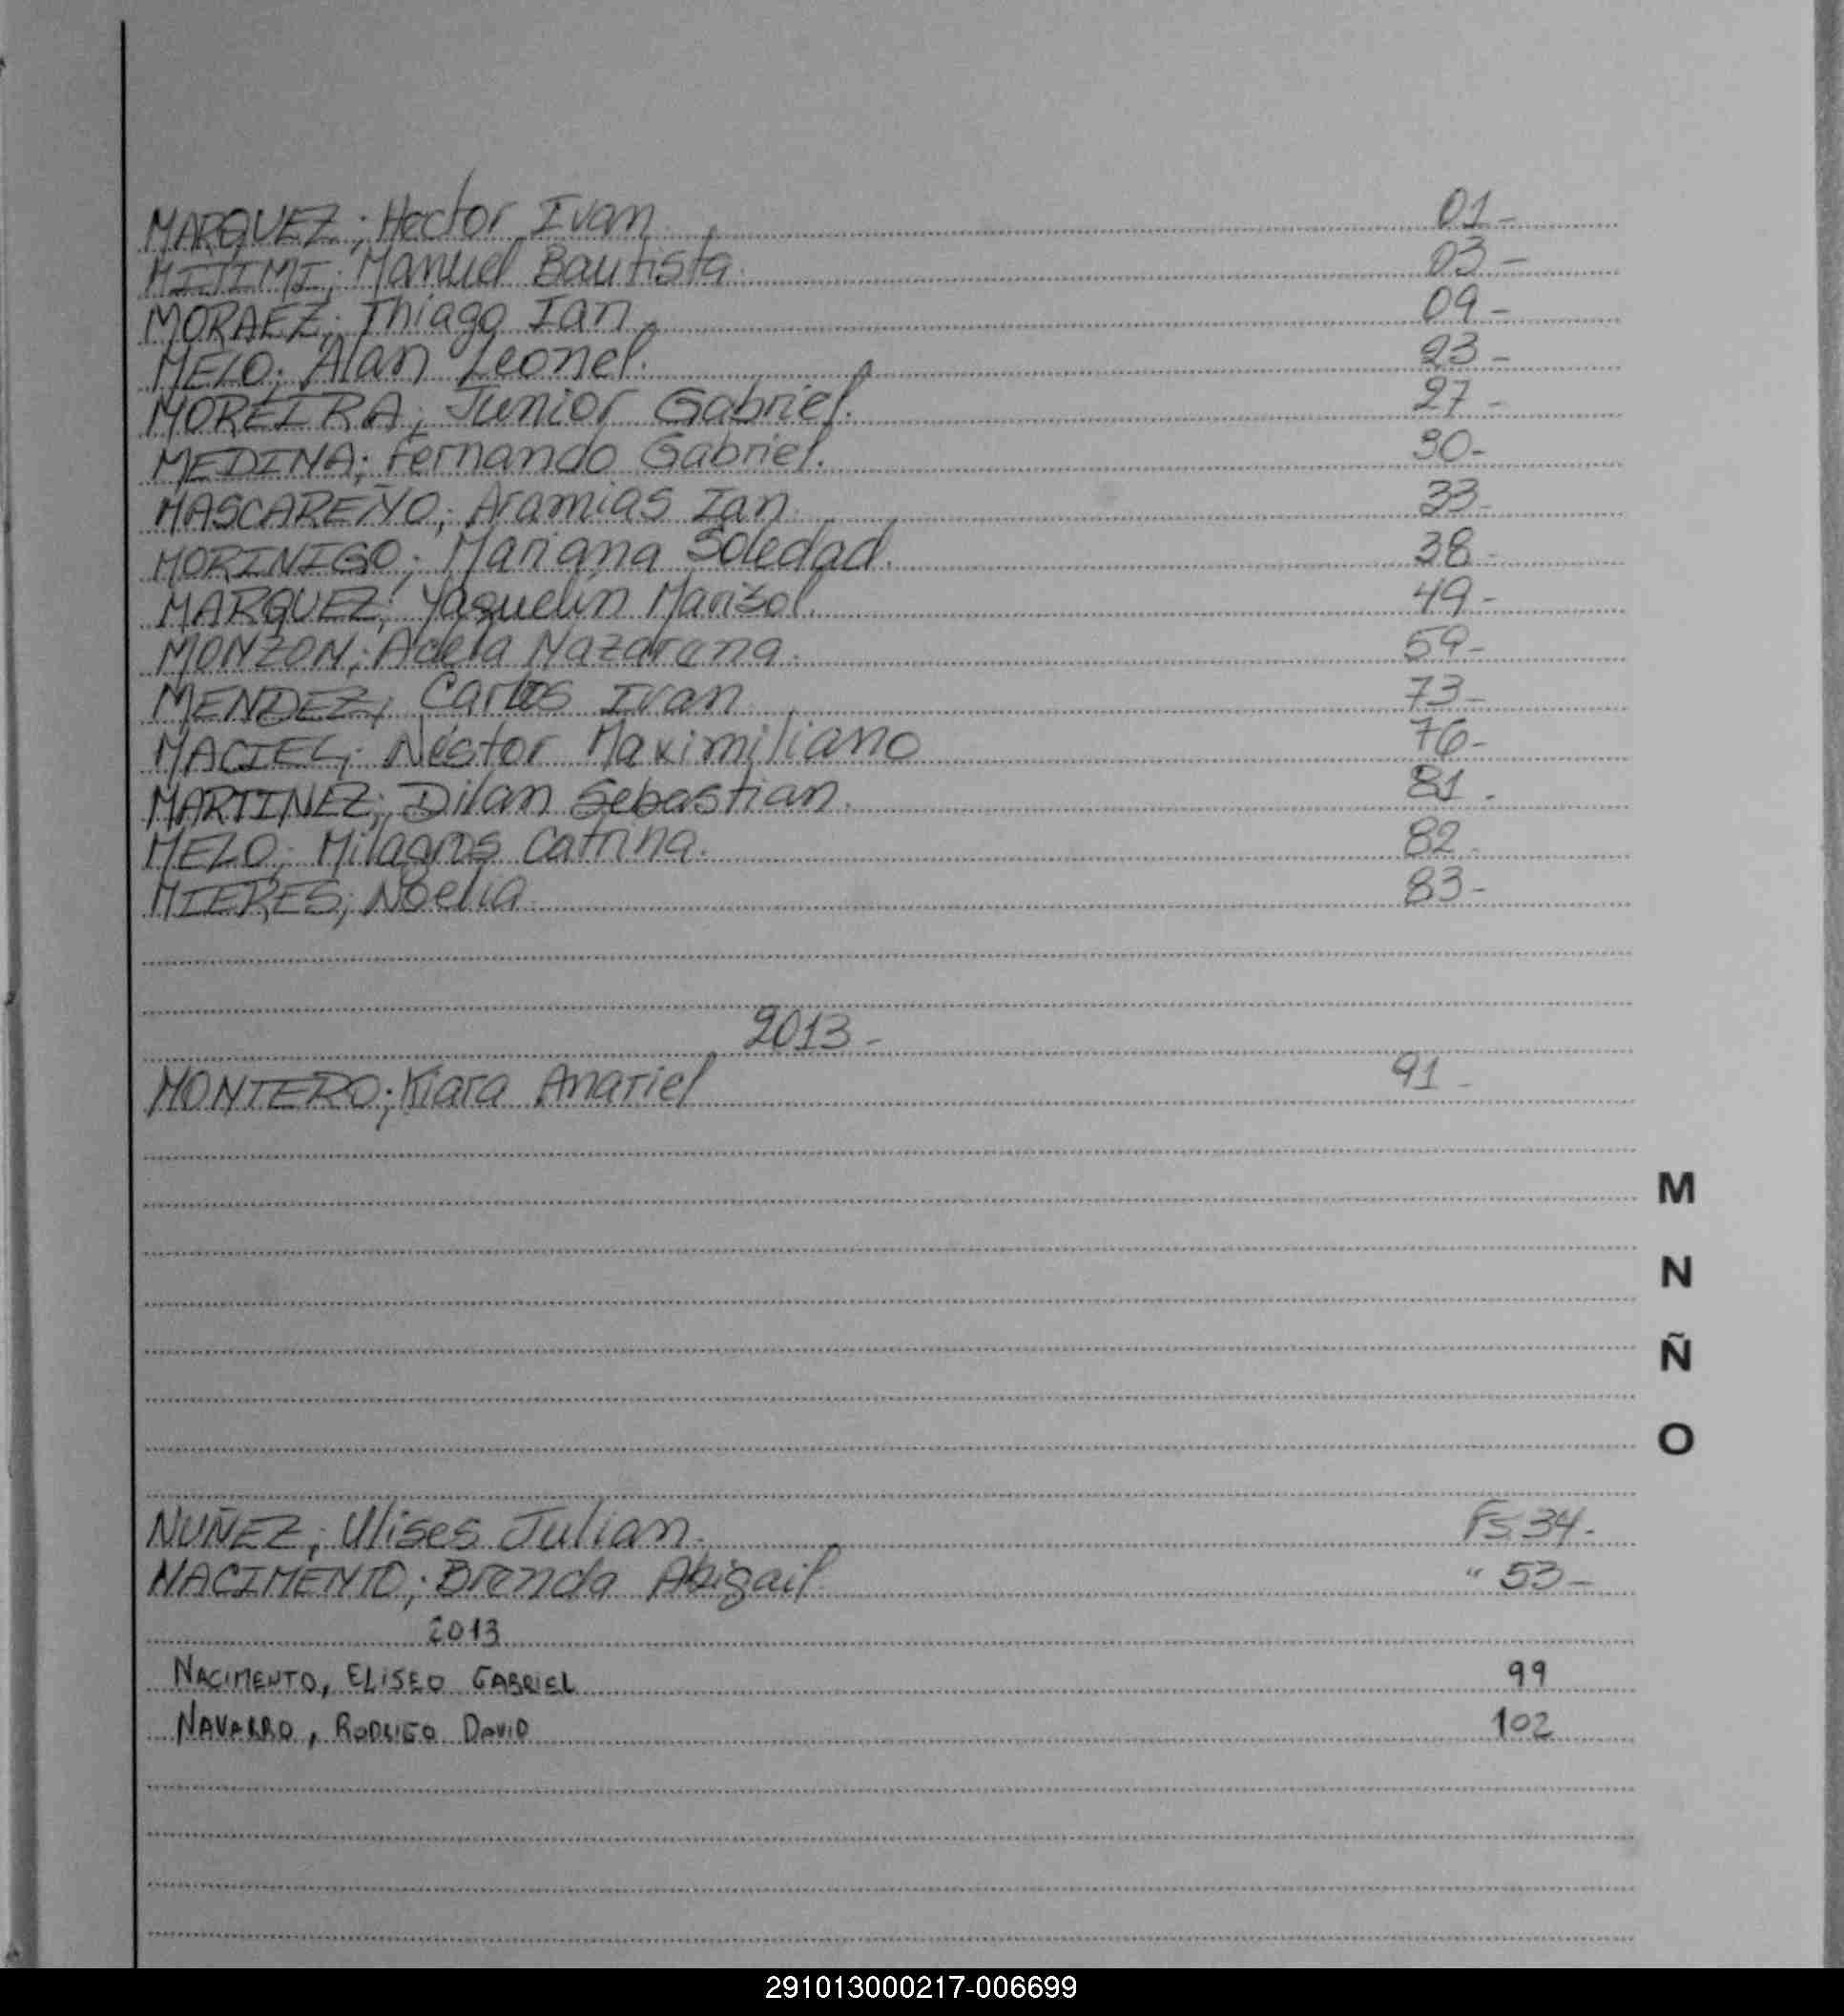 MARQUEZ; Hector Ivan 01-
Manuel Bautista. 03-
MORAEZ; Thiago Ian. 09-
MELO; Alan Leonel. 23-
MOREIRA; Junior Gabriel. 27-
MEDINA; Fernando Gabriel. 30-
MASCAREÑO; Aramias Ian. 33-
MORINIGO; Mariana Soledad. 38-
MARQUEZ; Yaquelin Marisol. 49-
MONZON; Adela Nazarena. 59-
MENDEZ; Carlos Ivan 73-
MACIEL; Néstor Maximiliano 76-
MARTINEZ; Dilan Sebastian. 81.
MEZO; Milagros Catrina. 82.
MIERES; Noelia 83-
2013-
MONTERO; Kiara Anariel 91-
M
N
Ñ
O
NUÑEZ; Ulises Julian. Fs 34-
NACIMENTO; Brenda Abigail " 53-
2013
NACIMENTO, ELISEO GABRIEL 99
NAVARRO, RODRIGO DAVID 102
291013000217-006699